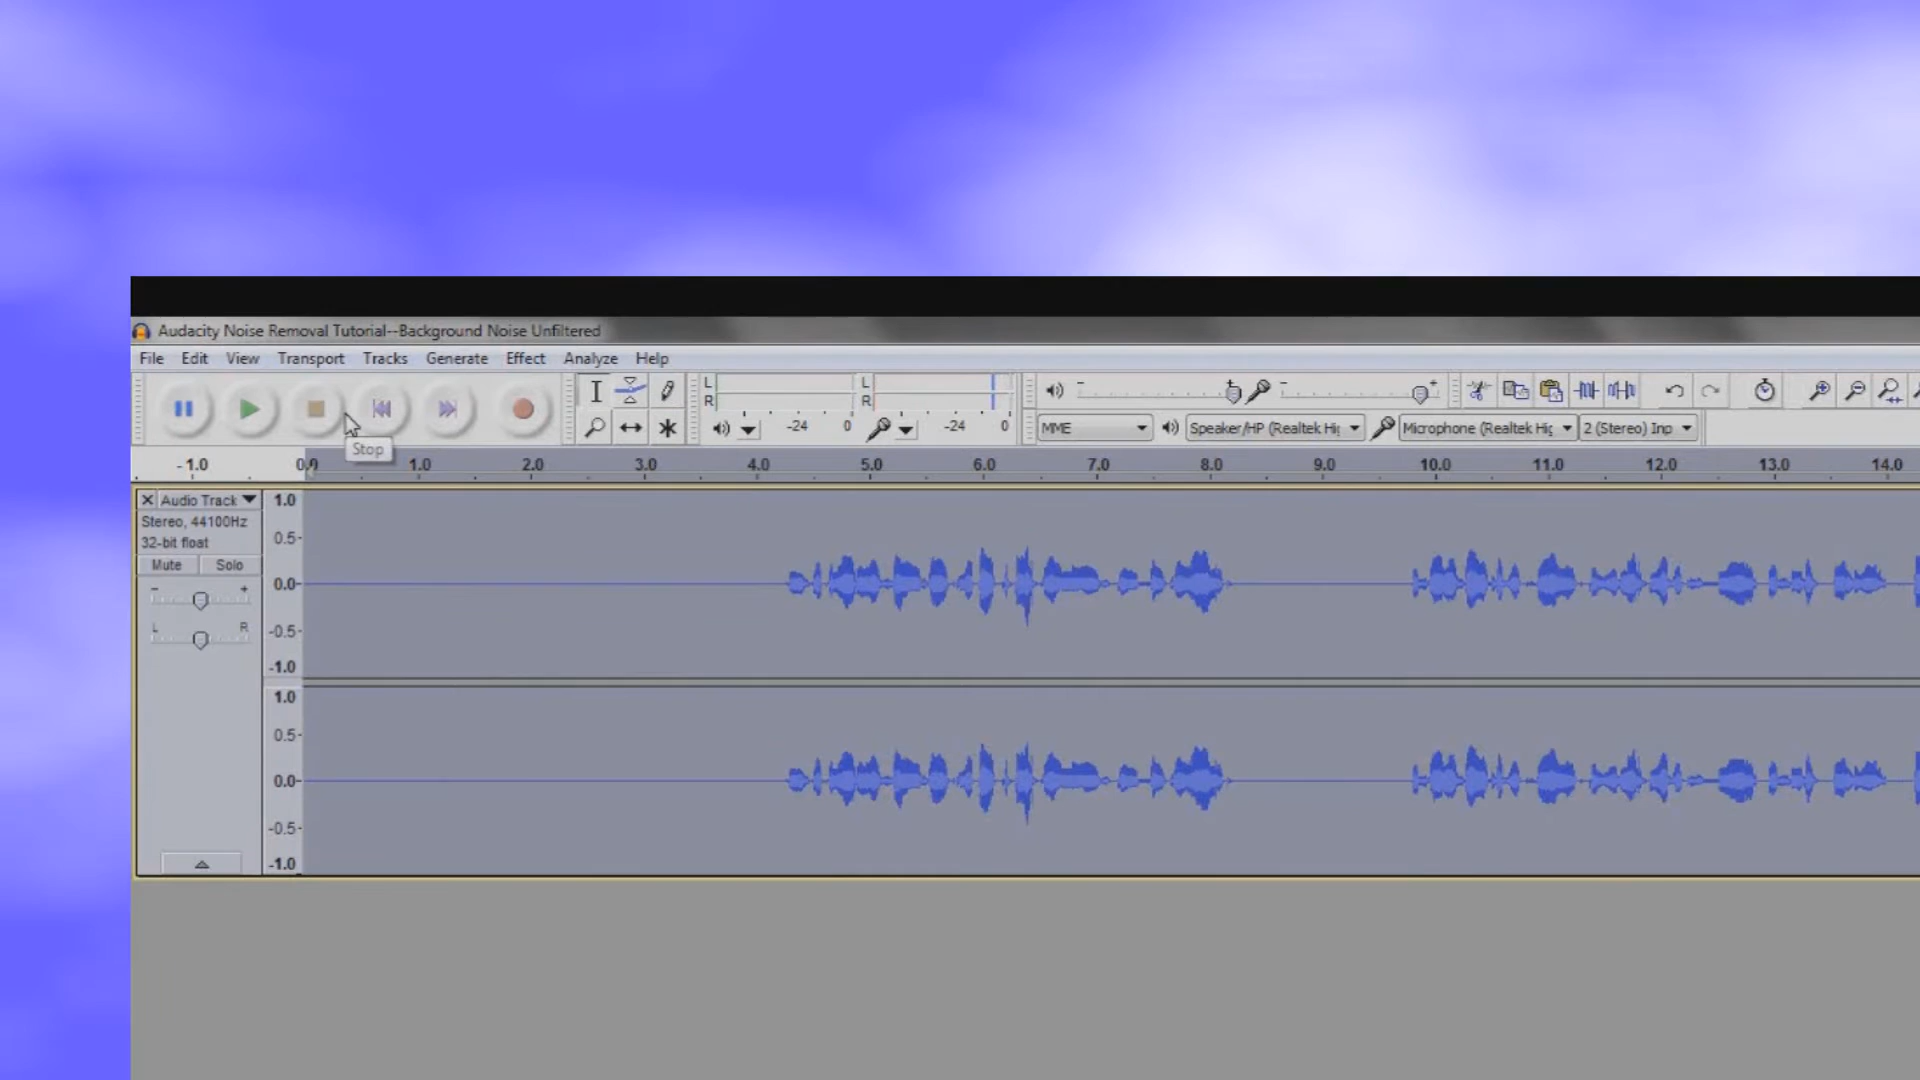 Audacity Noise Removal Tutorial--Background Noise Unfiltered
File Edit View Transport Tracks Generate Effect Analyze Help
L
R
-24 0
L
R
-24 0
MME
Speaker/HP (Realtek Hi
Microphone (Realtek Hi
2 (Stereo) Inp
Stop
-1.0 0.0 1.0 2.0 3.0 4.0 5.0 6.0 7.0 8.0 9.0 10.0 11.0 12.0 13.0 14.0
Audio Track
Stereo, 44100Hz
32-bit float
Mute Solo
- +
L R
1.0
0.5
0.0
-0.5
-1.0
1.0
0.5
0.0
-0.5
-1.0